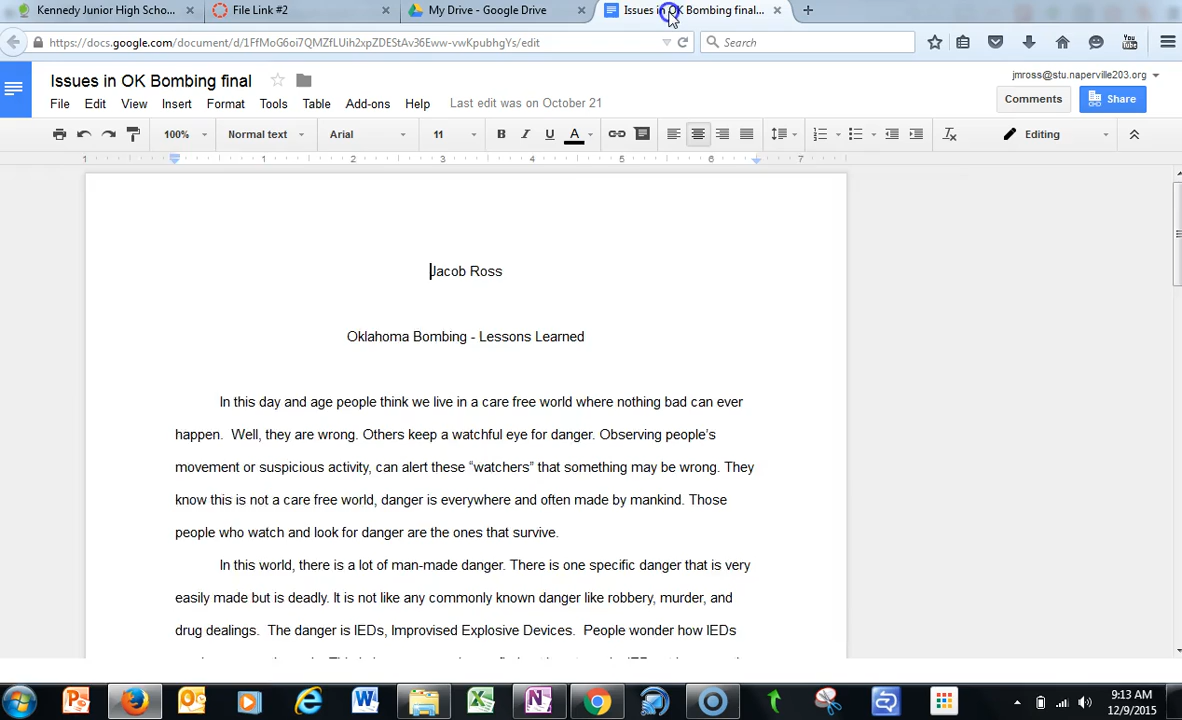 Kennedy Junior High Scho...
File Link #2
My Drive - Google Drive
Issues in OK Bombing final...
https://docs.google.com/document/d/1FfMoG6oi7QMZfLUih2xpZDEStAv36Eww-vwKpubhgYs/edit
Search
You Tube
Issues in OK Bombing final
jmross@stu.naperville203.org
File Edit View Insert Format Tools Table Add-ons Help Last edit was on October 21
Comments
Share
100% Normal text Arial 11 B I U A Editing
1 1 2 3 4 5 6 7
Jacob Ross
Oklahoma Bombing - Lessons Learned
In this day and age people think we live in a care free world where nothing bad can ever
happen.  Well, they are wrong. Others keep a watchful eye for danger. Observing people's
movement or suspicious activity, can alert these “watchers” that something may be wrong. They
know this is not a care free world, danger is everywhere and often made by mankind. Those
people who watch and look for danger are the ones that survive.
In this world, there is a lot of man-made danger. There is one specific danger that is very
easily made but is deadly. It is not like any commonly known danger like robbery, murder, and
drug dealings.  The danger is IEDs, Improvised Explosive Devices.  People wonder how IEDs
9:13 AM
12/9/2015